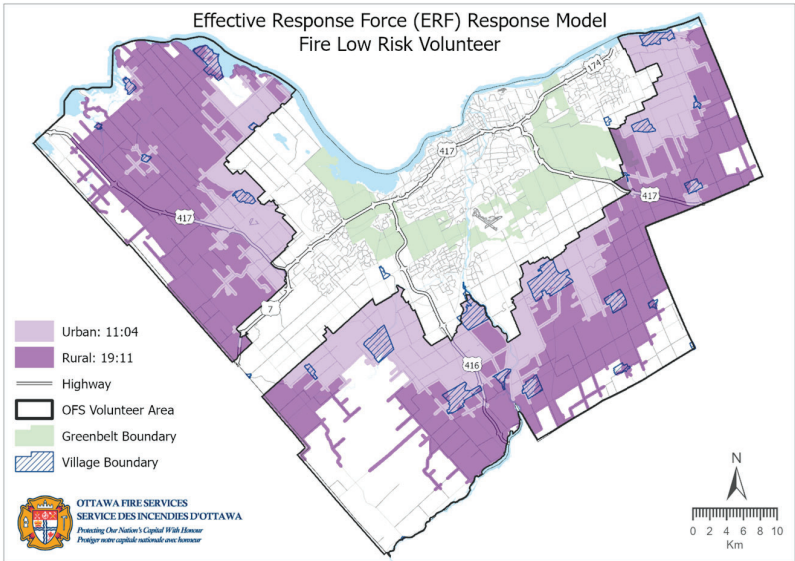 Effective Response Force (ERF) Response Model
Fire Low Risk Volunteer
174
417
417
417
7
416
Urban: 11:04
Rural: 19:11
Highway
OFS Volunteer Area
Greenbelt Boundary
Village Boundary
OTTAWA FIRE SERVICES
SERVICE DES INCENDIES D'OTTAWA
Protecting Our Nation's Capital With Honour
Protéger notre capitale nationale avec honneur
N
0 2 4 6 8 10
Km